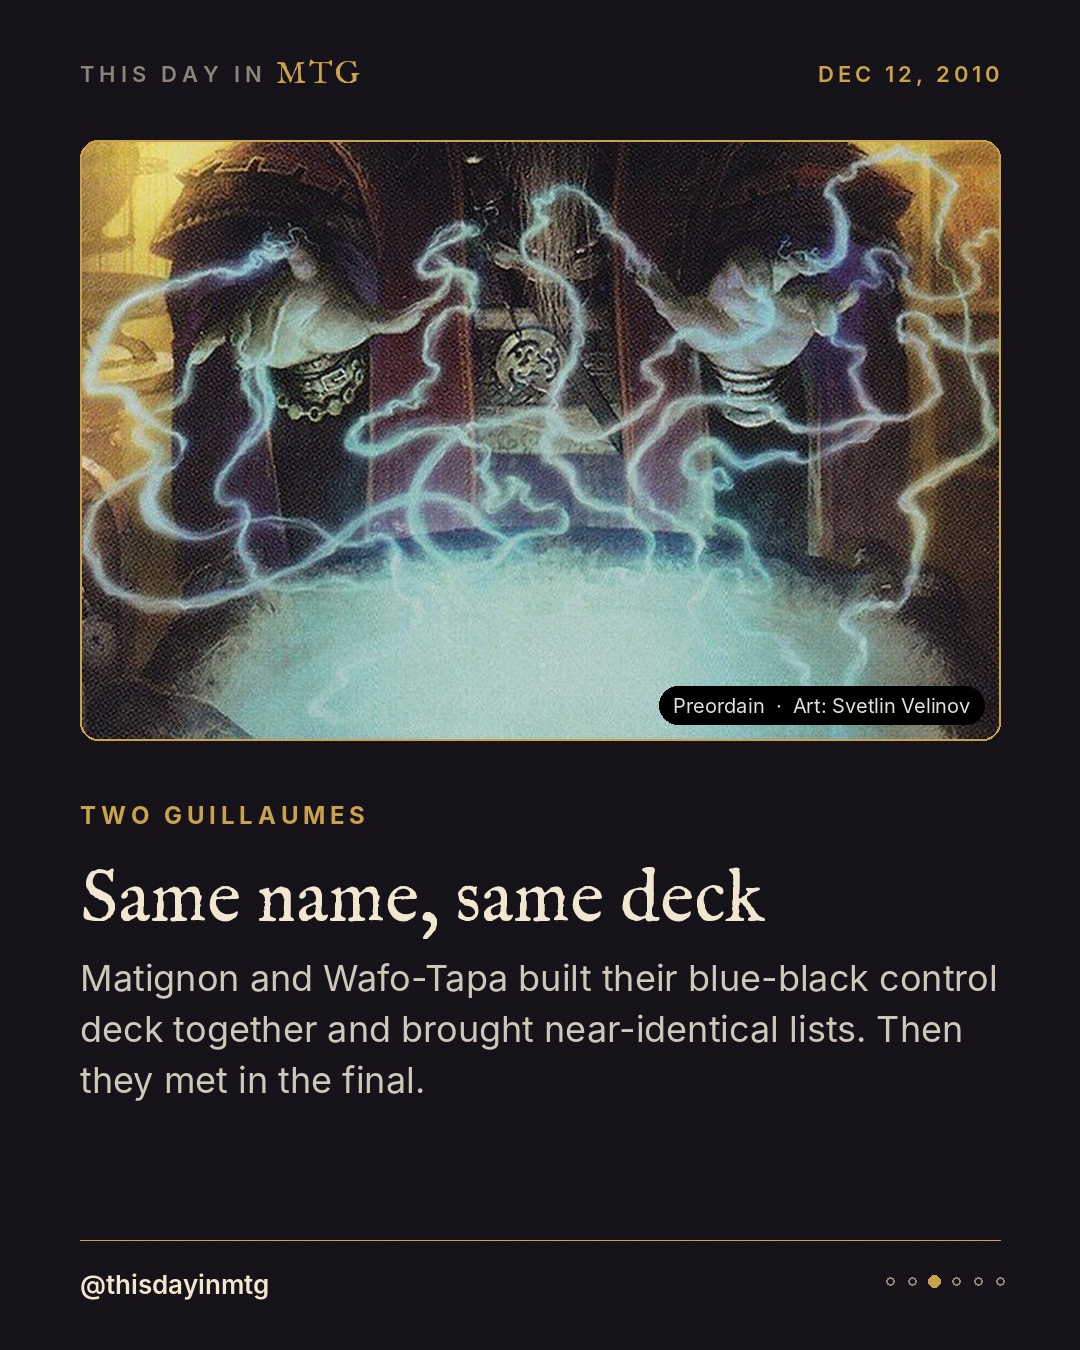 THIS DAY IN MTG
DEC 12, 2010
Preordain · Art: Svetlin Velinov
TWO GUILLAUMES
Same name, same deck
Matignon and Wafo-Tapa built their blue-black control
deck together and brought near-identical lists. Then
they met in the final.
@thisdayinmtg